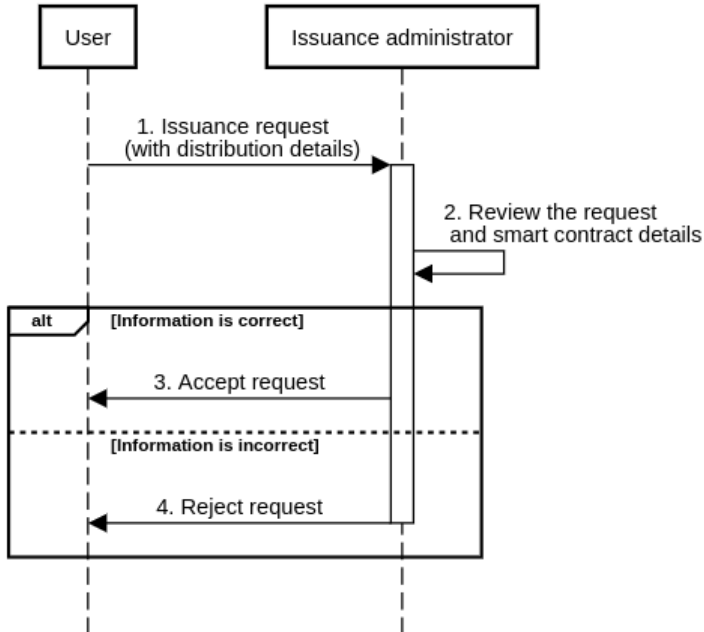 User
Issuance administrator
1. Issuance request
(with distribution details)
2. Review the request
and smart contract details
alt
[Information is correct]
3. Accept request
[Information is incorrect]
4. Reject request